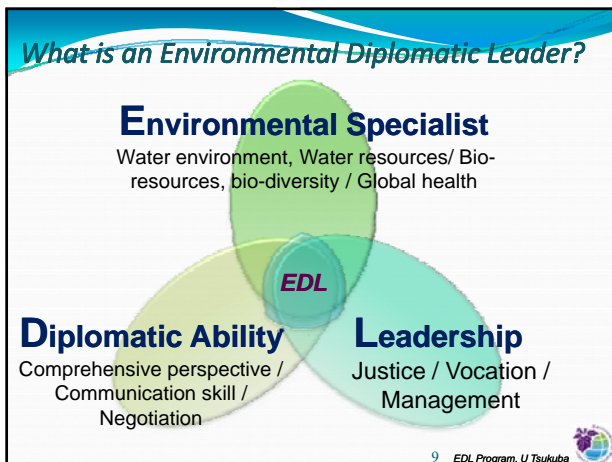 What is an Environmental Diplomatic Leader?
Environmental Specialist
Water environment, Water resources/ Bio-
resources, bio-diversity / Global health
EDL
Diplomatic Ability
Comprehensive perspective /
Communication skill /
Negotiation
Leadership
Justice / Vocation /
Management
9 EDL Program, U Tsukuba